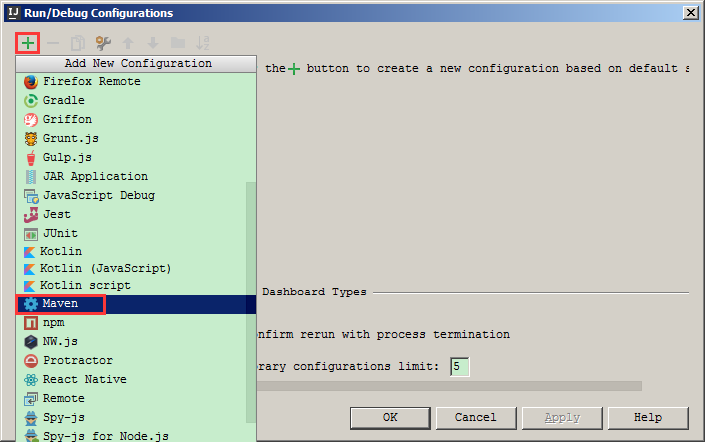 Run/Debug Configurations
Add New Configuration
the + button to create a new configuration based on default s
Firefox Remote
Gradle
Griffon
Grunt.js
Gulp.js
JAR Application
JavaScript Debug
Jest
JUnit
Kotlin
Kotlin (JavaScript)
Kotlin script
Dashboard Types
Maven
npm
onfirm rerun with process termination
NW.js
Protractor
rary configurations limit: 5
React Native
Remote
Spy-js
Spy-js for Node.js
OK
Cancel
Apply
Help